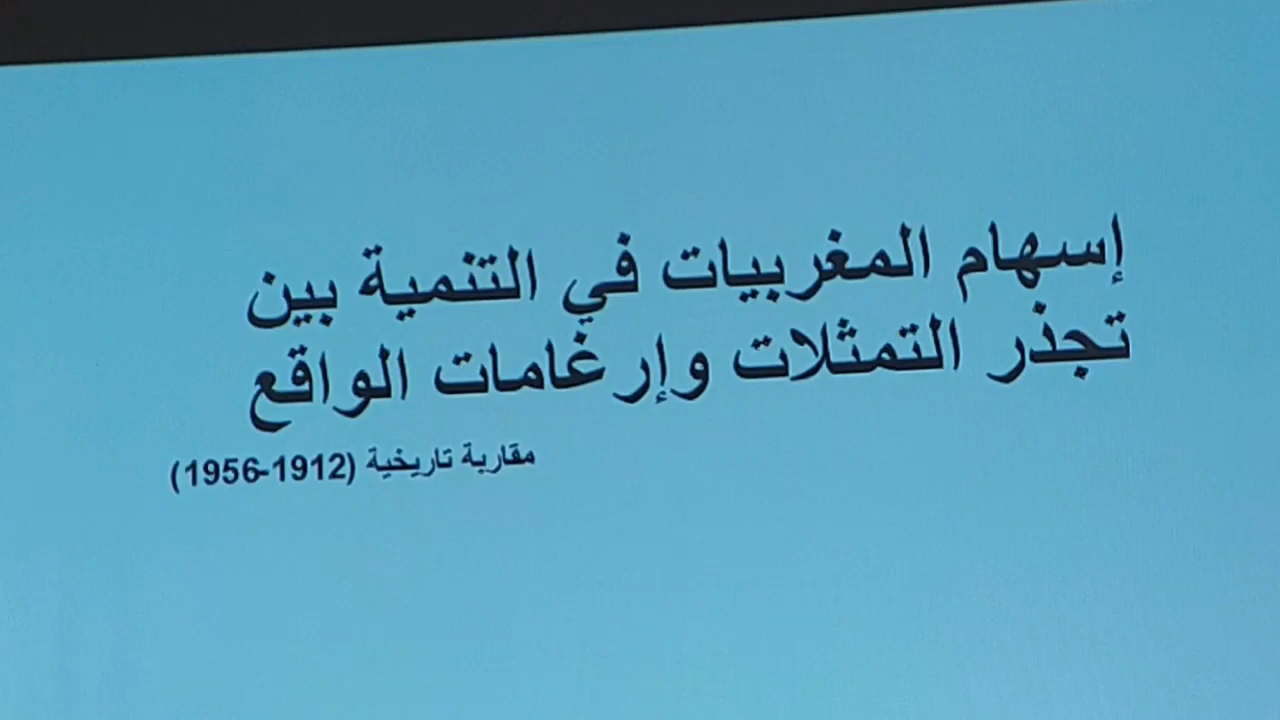 إسهام المغربيات في التنمية بين
تجذر التمثلات وإرغامات الواقع
مقاربة تاريخية (1912-1956)